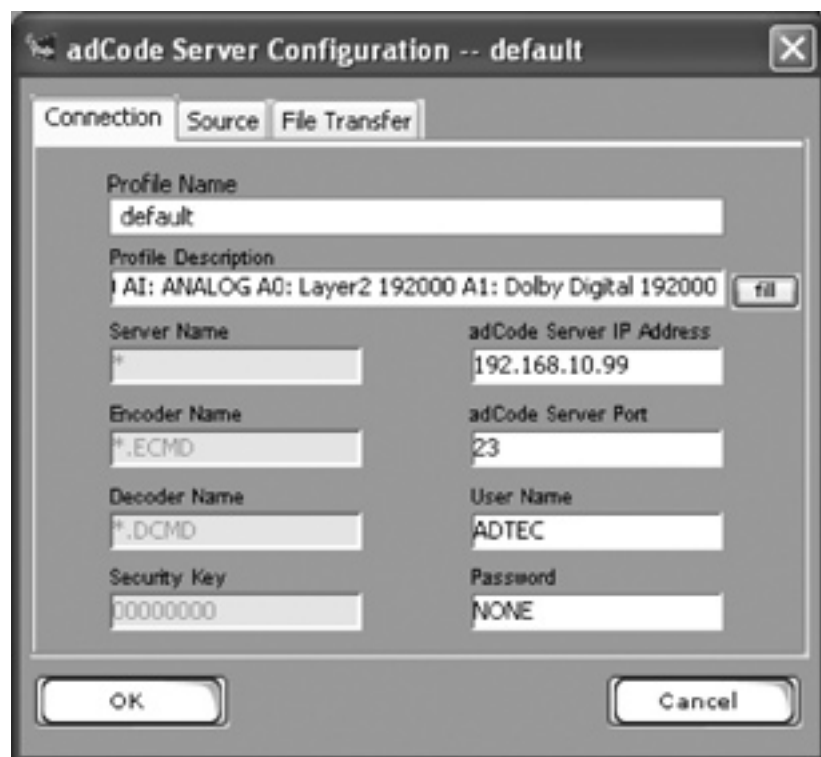 adCode Server Configuration -- default
Connection Source File Transfer
Profile Name
default
Profile Description
AI: ANALOG A0: Layer2 192000 A1: Dolby Digital 192000 fill
Server Name adCode Server IP Address
* 192.168.10.99
Encoder Name adCode Server Port
*.ECMD 23
Decoder Name User Name
*.DCMD ADTEC
Security Key Password
00000000 NONE
OK Cancel